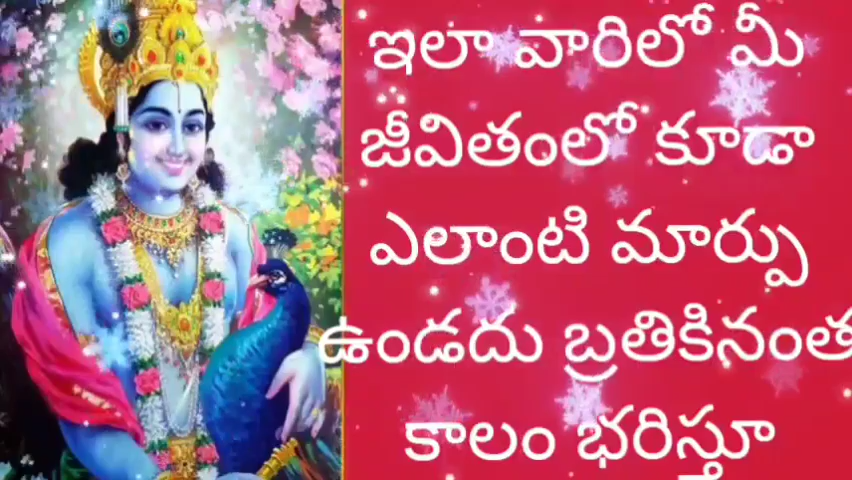 ఇలా వారిలో మీ
జీవితంలో కూడా
ఎలాంటి మార్పు
ఉండదు బ్రతికినంత
కాలం భరిస్తూ